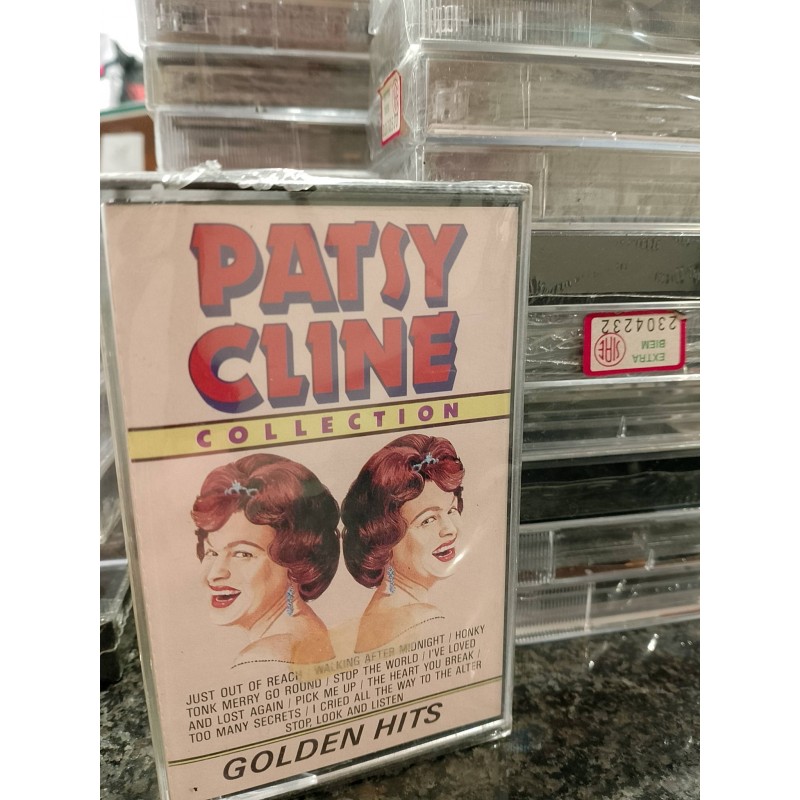 PATSY
CLINE
COLLECTION
JUST OUT OF REACH WALKING AFTER MIDNIGHT / HONKY
TONK MERRY GO ROUND / STOP THE WORLD / I'VE LOVED
AND LOST AGAIN / PICK ME UP / THE HEART YOU BREAK /
TOO MANY SECRETS / I CRIED ALL THE WAY TO THE ALTER
STOP, LOOK AND LISTEN
GOLDEN HITS
EXTRA
BIEM
SIAE
2304232